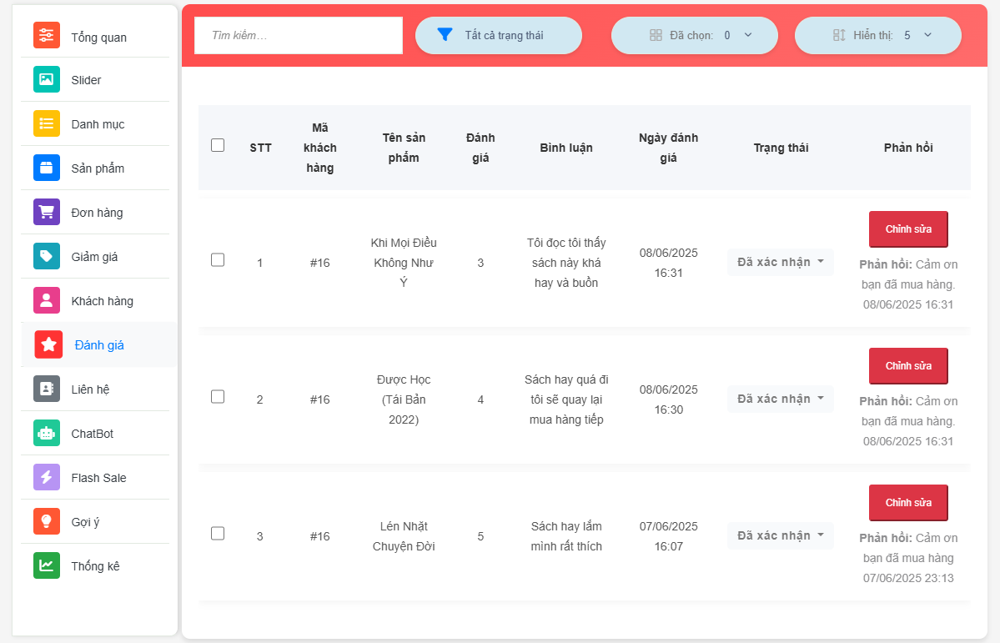 Tổng quan
Slider
Danh mục
Sản phẩm
Đơn hàng
Giảm giá
Khách hàng
Đánh giá
Liên hệ
ChatBot
Flash Sale
Gợi ý
Thống kê
Tìm kiếm…
Tất cả trạng thái
Đã chọn: 0
Hiển thị: 5
STT
Mã
khách
hàng
Tên sản
phẩm
Đánh
giá
Bình luận
Ngày đánh
giá
Trạng thái
Phản hồi
1
#16
Khi Mọi Điều
Không Như
Ý
3
Tôi đọc tôi thấy
sách này khá
hay và buồn
08/06/2025
16:31
Đã xác nhận
Chỉnh sửa
Phản hồi: Cảm ơn
bạn đã mua hàng.
08/06/2025 16:31
2
#16
Được Học
(Tái Bản
2022)
4
Sách hay quá đi
tôi sẽ quay lại
mua hàng tiếp
08/06/2025
16:30
Đã xác nhận
Chỉnh sửa
Phản hồi: Cảm ơn
bạn đã mua hàng.
08/06/2025 16:31
3
#16
Lén Nhặt
Chuyện Đời
5
Sách hay lắm
mình rất thích
07/06/2025
16:07
Đã xác nhận
Chỉnh sửa
Phản hồi: Cảm ơn
bạn đã mua hàng
07/06/2025 23:13